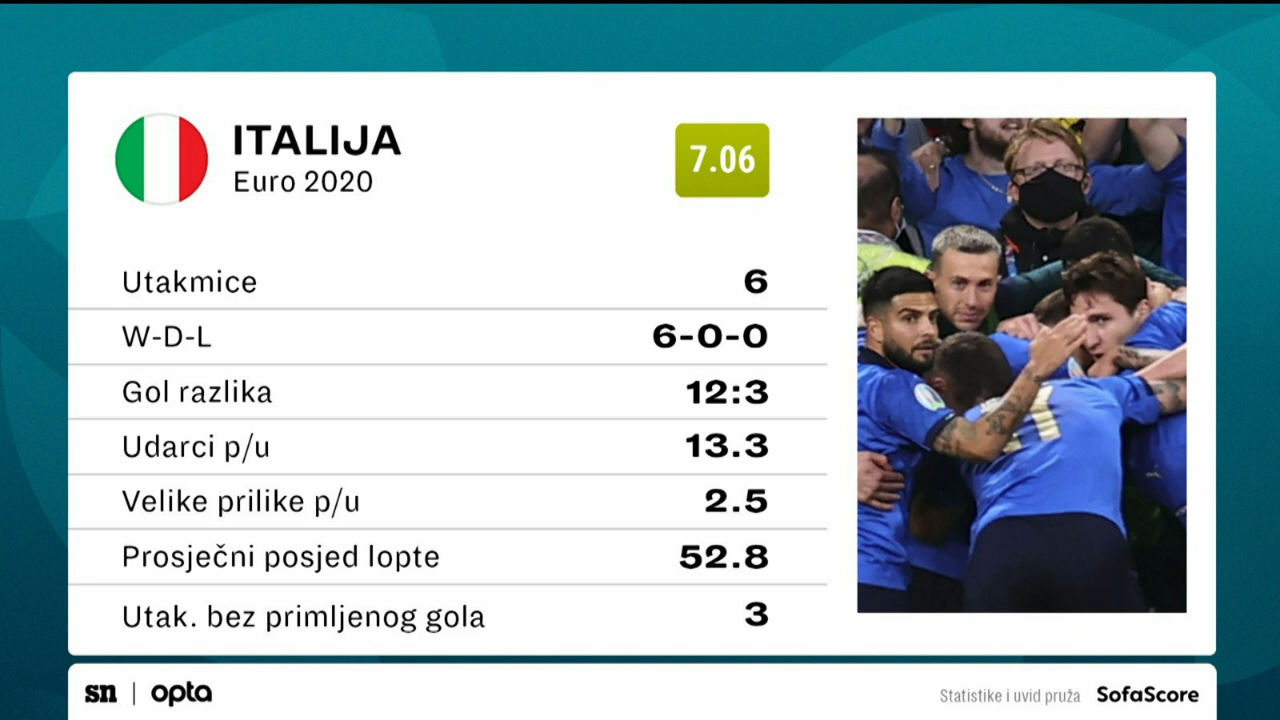 ITALIJA
Euro 2020
7.06
Utakmice 6
W-D-L 6-0-0
Gol razlika 12:3
Udarci p/u 13.3
Velike prilike p/u 2.5
Prosječni posjed lopte 52.8
Utak. bez primljenog gola 3
sn | opta
Statistike i uvid pruža SofaScore